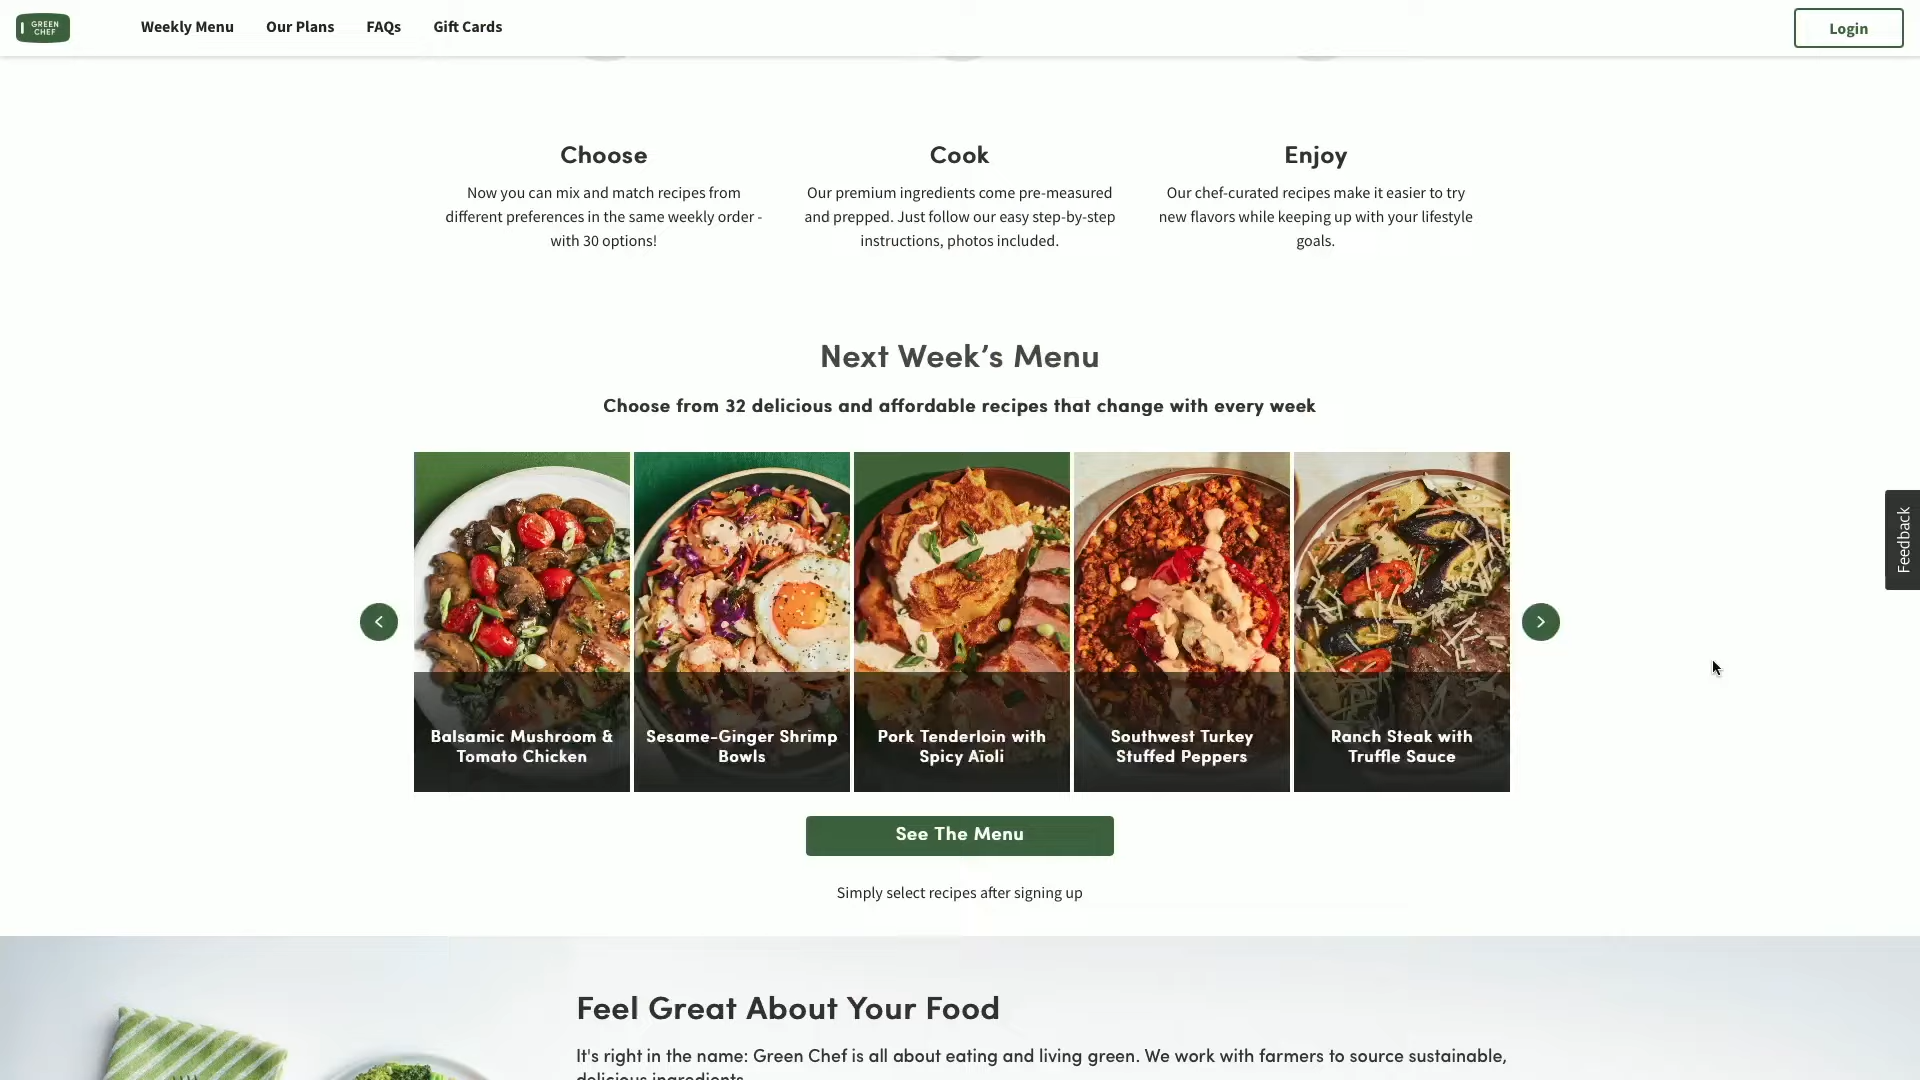 GREEN
CHEF
Weekly Menu
Our Plans
FAQs
Gift Cards
Login
Choose
Now you can mix and match recipes from
different preferences in the same weekly order -
with 30 options!
Cook
Our premium ingredients come pre-measured
and prepped. Just follow our easy step-by-step
instructions, photos included.
Enjoy
Our chef-curated recipes make it easier to try
new flavors while keeping up with your lifestyle
goals.
Next Week’s Menu
Choose from 32 delicious and affordable recipes that change with every week
Balsamic Mushroom &
Tomato Chicken
Sesame-Ginger Shrimp
Bowls
Pork Tenderloin with
Spicy Aïoli
Southwest Turkey
Stuffed Peppers
Ranch Steak with
Truffle Sauce
See The Menu
Simply select recipes after signing up
Feedback
Feel Great About Your Food
It's right in the name: Green Chef is all about eating and living green. We work with farmers to source sustainable,
delicious ingredients